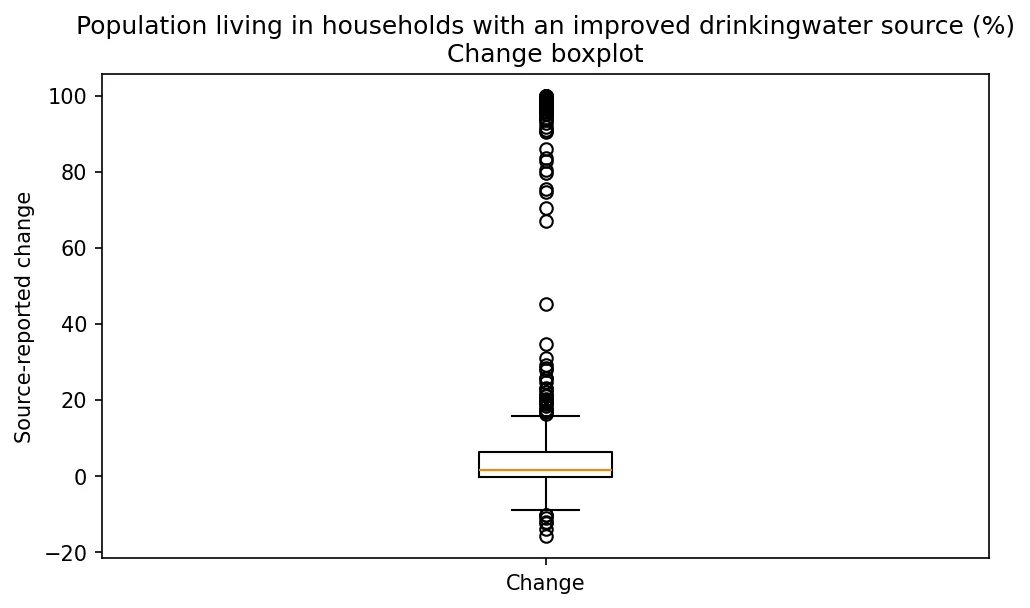 Population living in households with an improved drinkingwater source (%)
Change boxplot
100
80
60
40
20
0
−20
Source-reported change
Change